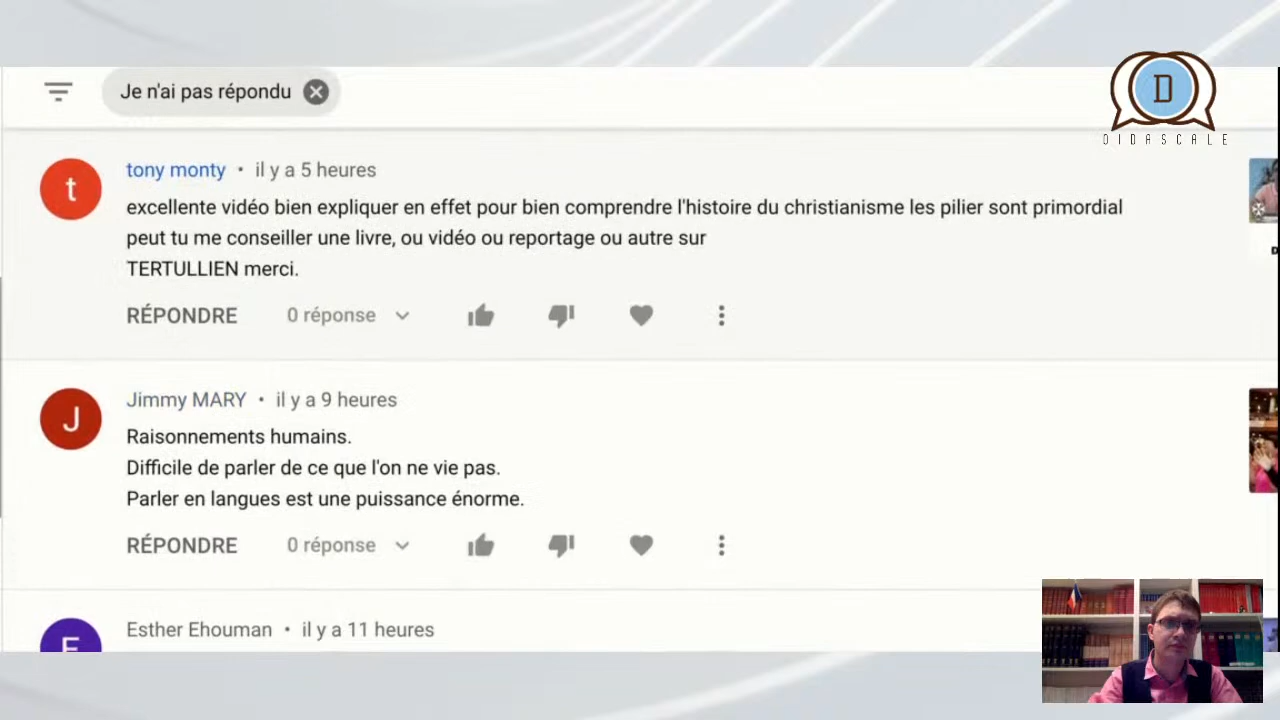 Je n'ai pas répondu
D
DIDASCALE
t
tony monty • il y a 5 heures
excellente vidéo bien expliquer en effet pour bien comprendre l'histoire du christianisme les pilier sont primordial
peut tu me conseiller une livre, ou vidéo ou reportage ou autre sur
TERTULLIEN merci.
RÉPONDRE 0 réponse
J
Jimmy MARY • il y a 9 heures
Raisonnements humains.
Difficile de parler de ce que l'on ne vie pas.
Parler en langues est une puissance énorme.
RÉPONDRE 0 réponse
E
Esther Ehouman • il y a 11 heures